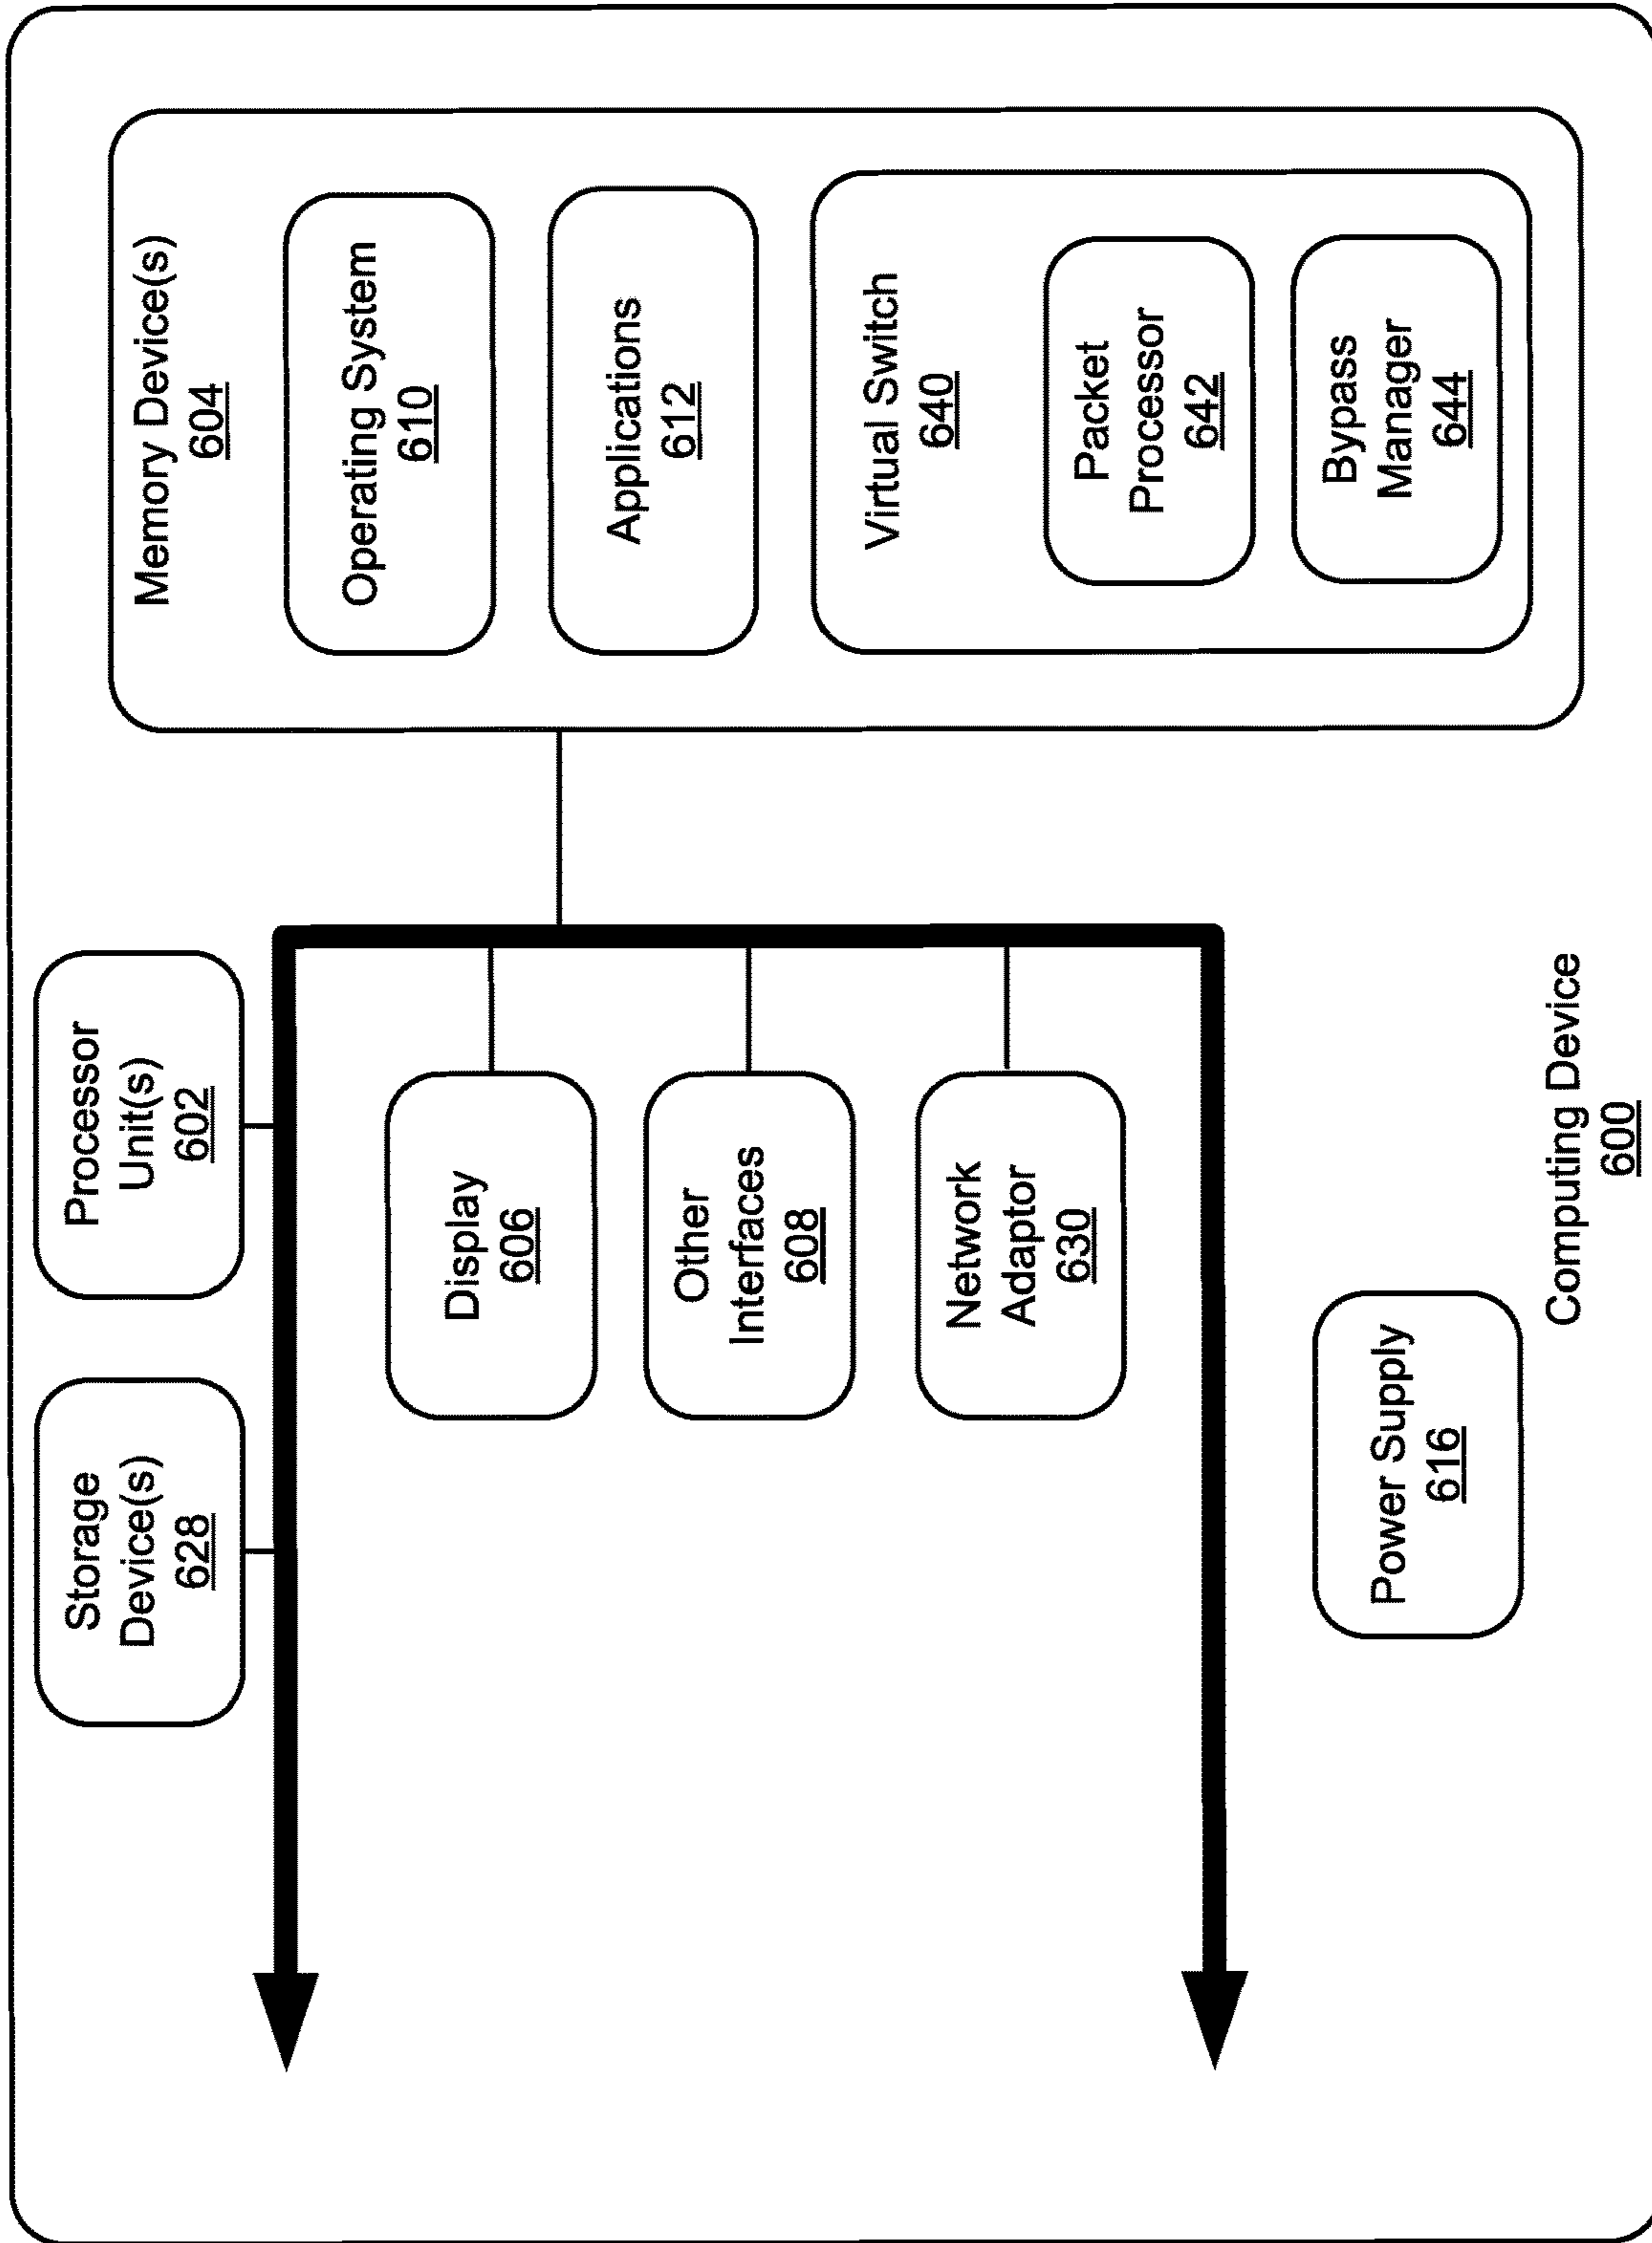 Computing Device
600
Storage
Device(s)
628
Processor
Unit(s)
602
Display
606
Other
Interfaces
608
Network
Adaptor
630
Power Supply
616
Memory Device(s)
604
Operating System
610
Applications
612
Virtual Switch
640
Packet
Processor
642
Bypass
Manager
644